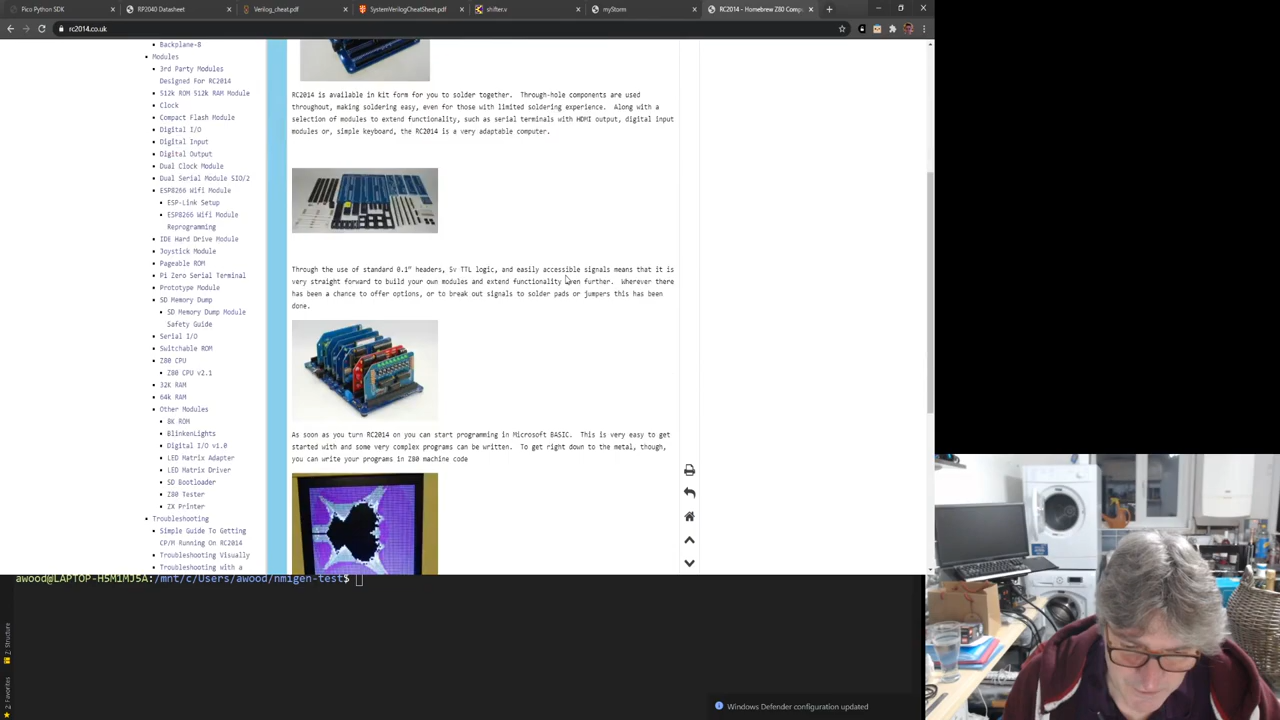 Pico Python SDK
RP2040 Datasheet
Verilog_cheat.pdf
SystemVerilogCheatSheet.pdf
shifter.v
myStorm
RC2014 - Homebrew Z80 Comp
rc2014.co.uk
Backplane-8
Modules
3rd Party Modules
Designed For RC2014
512k ROM 512k RAM Module
Clock
Compact Flash Module
Digital I/O
Digital Input
Digital Output
Dual Clock Module
Dual Serial Module SIO/2
ESP8266 Wifi Module
ESP-Link Setup
ESP8266 Wifi Module
Reprogramming
IDE Hard Drive Module
Joystick Module
Pageable ROM
Pi Zero Serial Terminal
Prototype Module
SD Memory Dump
SD Memory Dump Module
Safety Guide
Serial I/O
Switchable ROM
Z80 CPU
Z80 CPU v2.1
32K RAM
64k RAM
Other Modules
8K ROM
BlinkenLights
Digital I/O v1.0
LED Matrix Adapter
LED Matrix Driver
SD Bootloader
Z80 Tester
ZX Printer
Troubleshooting
Simple Guide To Getting
CP/M Running On RC2014
Troubleshooting Visually
Troubleshooting with a
RC2014 is available in kit form for you to solder together. Through-hole components are used
throughout, making soldering easy, even for those with limited soldering experience. Along with a
selection of modules to extend functionality, such as serial terminals with HDMI output, digital input
modules or, simple keyboard, the RC2014 is a very adaptable computer.
Through the use of standard 0.1" headers, 5v TTL logic, and easily accessible signals means that it is
very straight forward to build your own modules and extend functionality even further. Wherever there
has been a chance to offer options, or to break out signals to solder pads or jumpers this has been
done.
As soon as you turn RC2014 on you can start programming in Microsoft BASIC. This is very easy to get
started with and some very complex programs can be written. To get right down to the metal, though,
you can write your programs in Z80 machine code
awood@LAPTOP-H5M1MJ5A:/mnt/c/Users/awood/nmigen-test$
2: Structure
2: Favorites
Windows Defender configuration updated